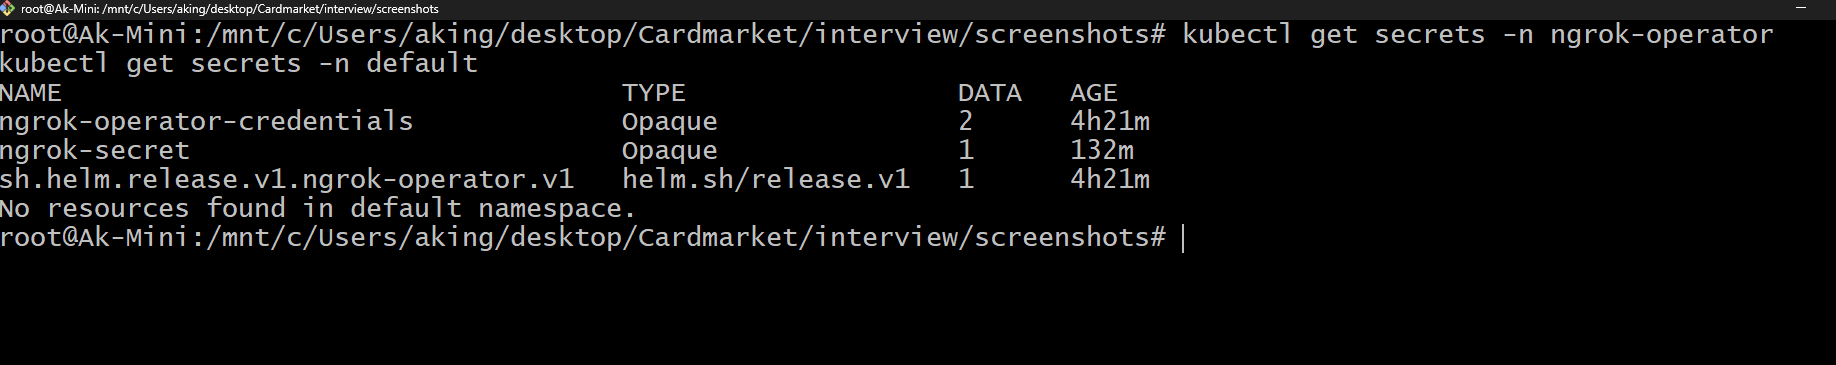 root@Ak-Mini: /mnt/c/Users/aking/desktop/Cardmarket/interview/screenshots
root@Ak-Mini:/mnt/c/Users/aking/desktop/Cardmarket/interview/screenshots# kubectl get secrets -n ngrok-operator
kubectl get secrets -n default
NAME TYPE DATA AGE
ngrok-operator-credentials Opaque 2 4h21m
ngrok-secret Opaque 1 132m
sh.helm.release.v1.ngrok-operator.v1 helm.sh/release.v1 1 4h21m
No resources found in default namespace.
root@Ak-Mini:/mnt/c/Users/aking/desktop/Cardmarket/interview/screenshots#